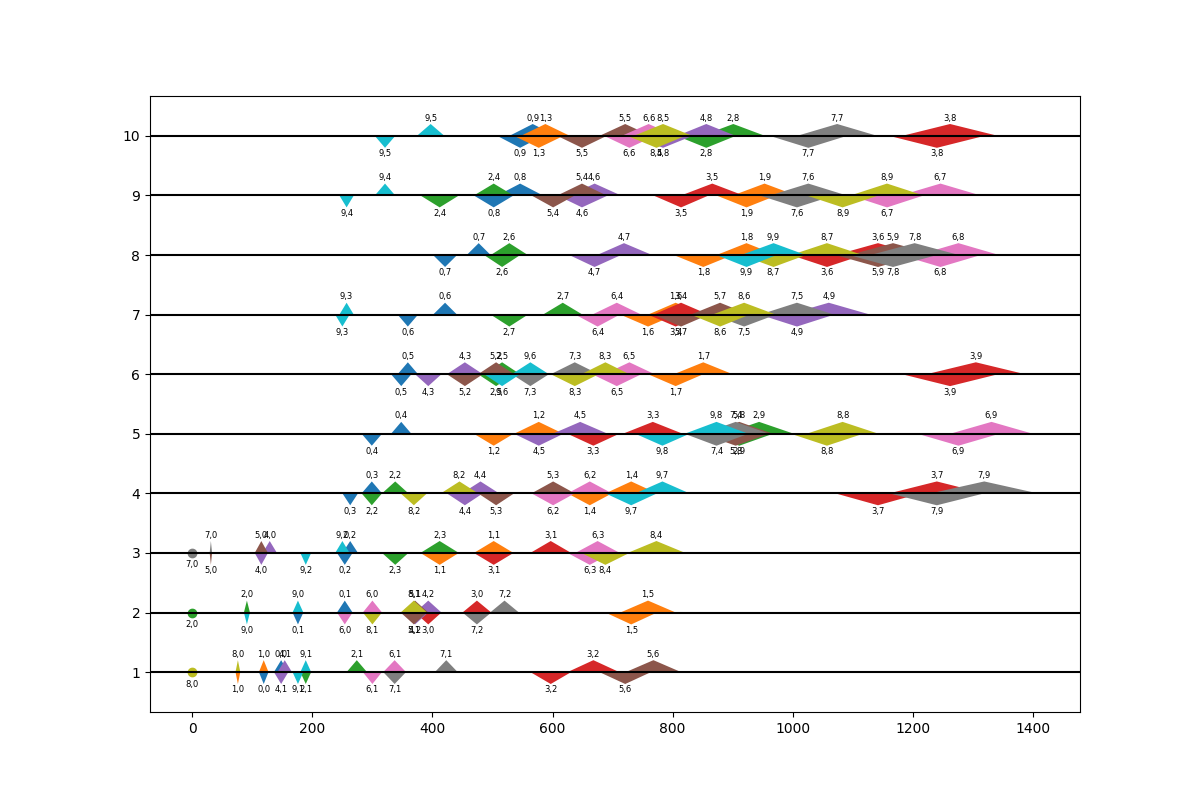 9,5 0,9 1,3 5,5 6,6 8,5 4,8 2,8 7,7 3,8
10
9,5 0,9 1,3 5,5 6,6 2,8 7,7 3,8
9,4 2,4 0,8 5,4 4,6 3,5 1,9 7,6 8,9 6,7
9
9,4 2,4 0,8 5,4 4,6 3,5 1,9 7,6 8,9 6,7
0,7 2,6 4,7 1,8 9,9 8,7 3,6 5,9 7,8 6,8
8
0,7 2,6 4,7 1,8 9,9 8,7 3,6 5,9 7,8 6,8
9,3 0,6 2,7 6,4 5,7 8,6 7,5 4,9
7
9,3 0,6 2,7 6,4 1,6 8,6 7,5 4,9
0,5 4,3 9,6 7,3 8,3 6,5 1,7 3,9
6
0,5 4,3 5,2 7,3 8,3 6,5 1,7 3,9
0,4 1,2 4,5 3,3 9,8 2,9 8,8 6,9
5
0,4 1,2 4,5 3,3 9,8 7,4 8,8 6,9
0,3 2,2 8,2 4,4 5,3 6,2 1,4 9,7 3,7 7,9
4
0,3 2,2 8,2 4,4 5,3 6,2 1,4 9,7 3,7 7,9
7,0 5,0 4,0 9,2 0,2 2,3 1,1 3,1 6,3 8,4
3
7,0 5,0 4,0 9,2 0,2 2,3 1,1 3,1 6,3 8,4
2,0 9,0 0,1 6,0 4,2 3,0 7,2 1,5
2
2,0 9,0 0,1 6,0 8,1 3,0 7,2 1,5
8,0 1,0 9,1 2,1 6,1 7,1 3,2 5,6
1
8,0 1,0 0,0 4,1 2,1 6,1 7,1 3,2 5,6
0 200 400 600 800 1000 1200 1400